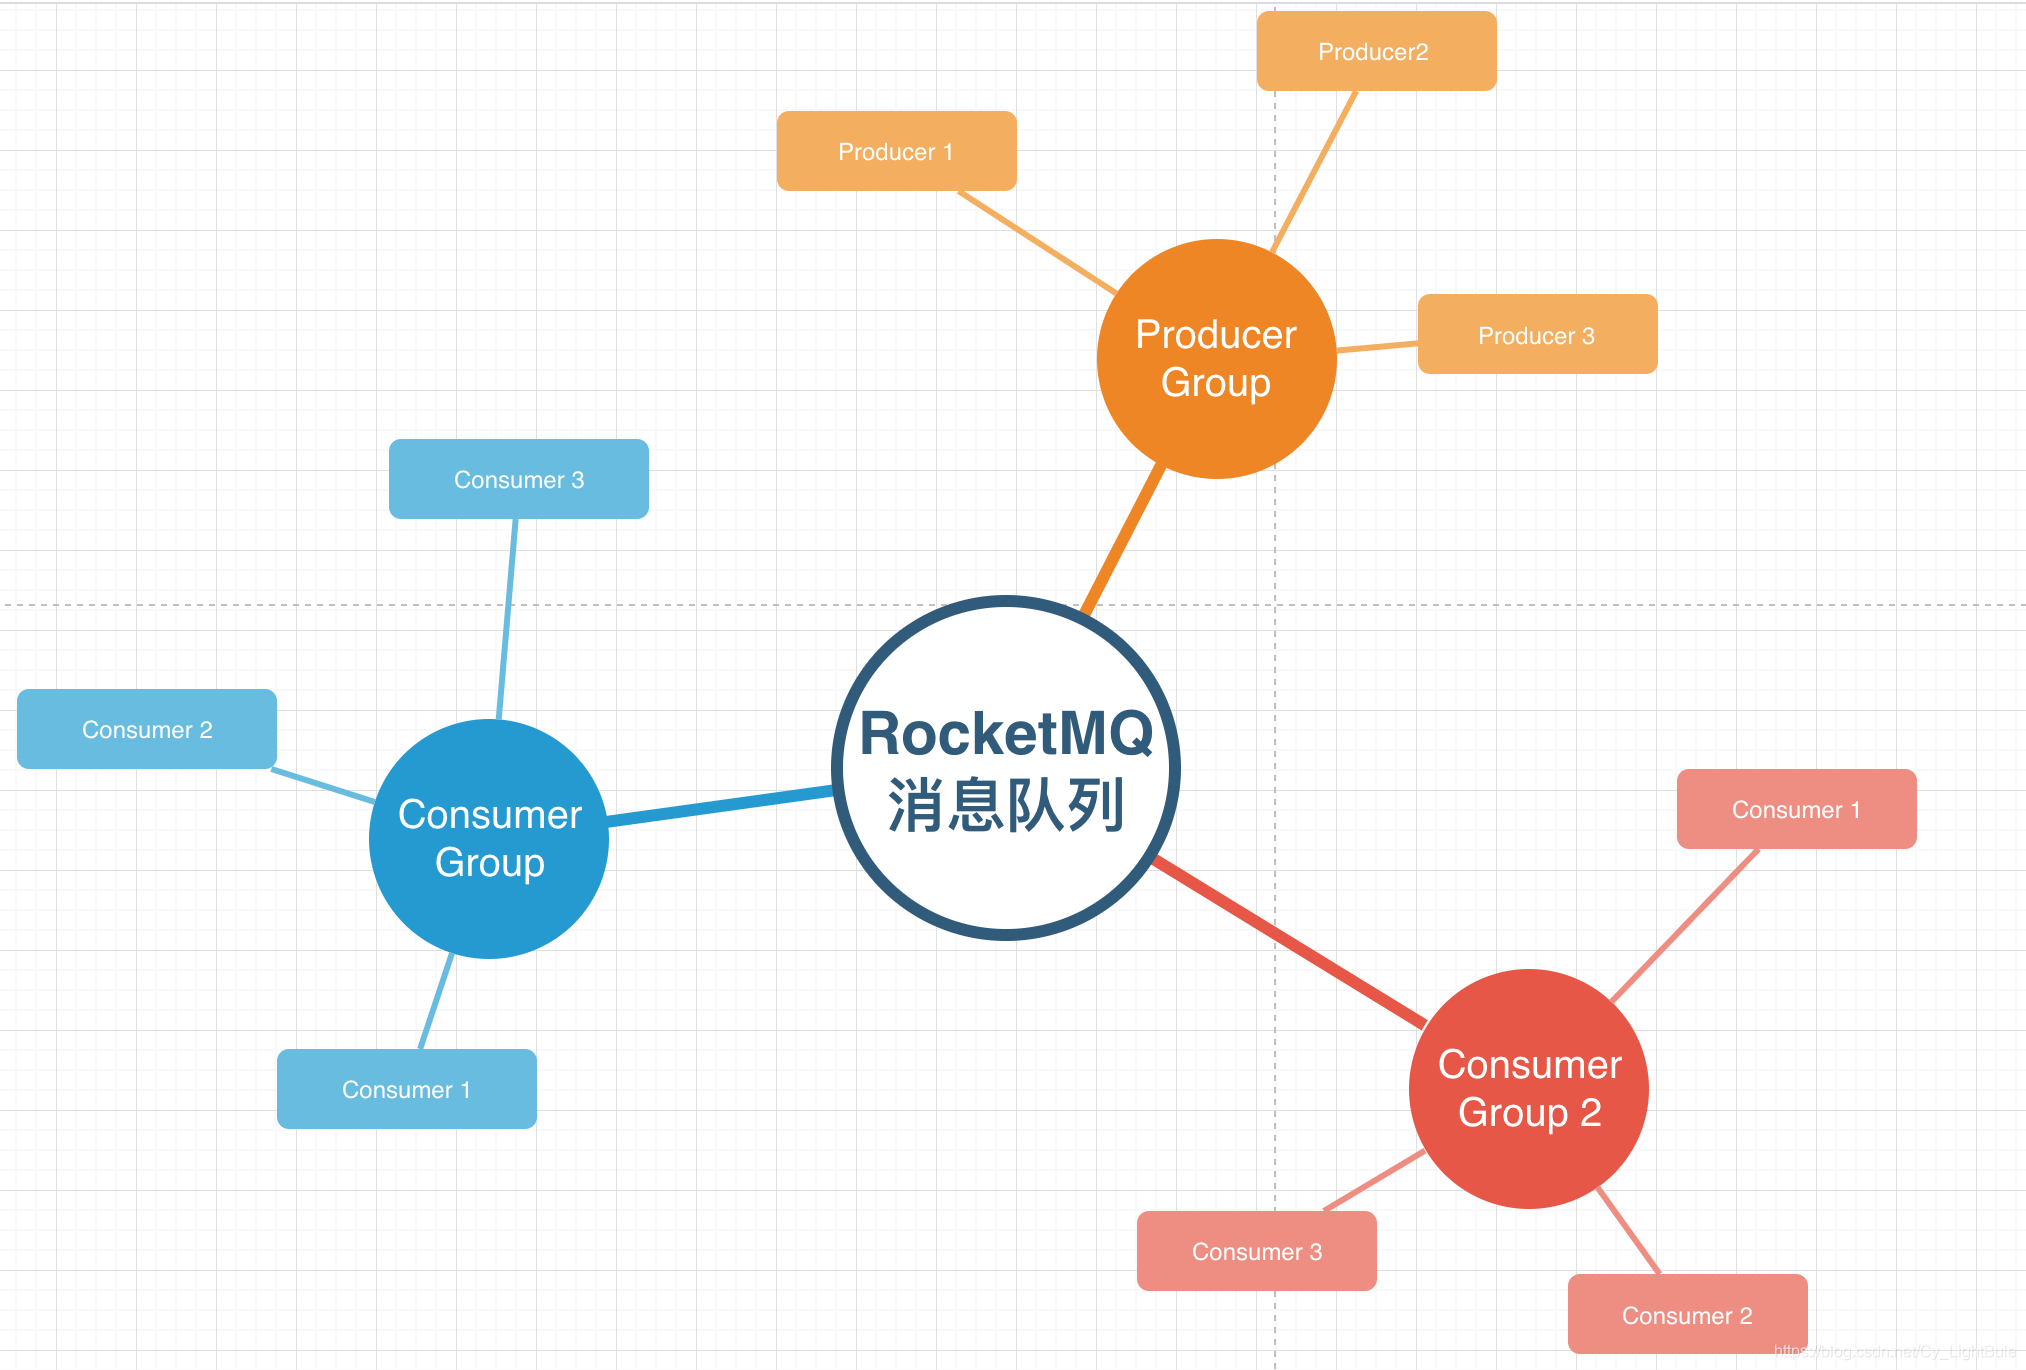 Producer2
Producer 1
Producer
Group
Producer 3
Consumer 3
Consumer 2
Consumer
Group
Consumer 1
RocketMQ
消息队列
Consumer 1
Consumer
Group 2
Consumer 3
Consumer 2
https://blog.csdn.net/Cy_LightBule